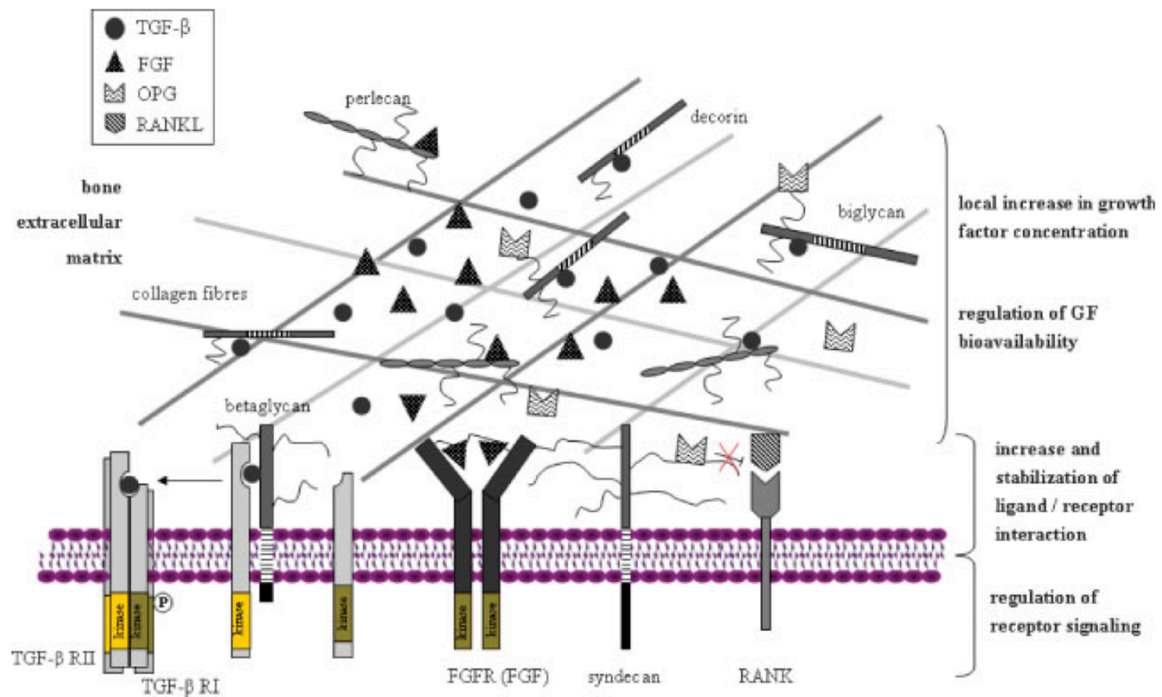 TGF-β
FGF
OPG
RANKL
perlecan
decorin
bone
extracellular
matrix
biglycan
local increase in growth
factor concentration
collagen fibres
regulation of GF
bioavailability
betaglycan
increase and
stabilization of
ligand / receptor
interaction
P
kinase
kinase
kinase
kinase
kinase
kinase
regulation of
receptor signaling
TGF-β RII
TGF-β RI
FGFR (FGF)
syndecan
RANK